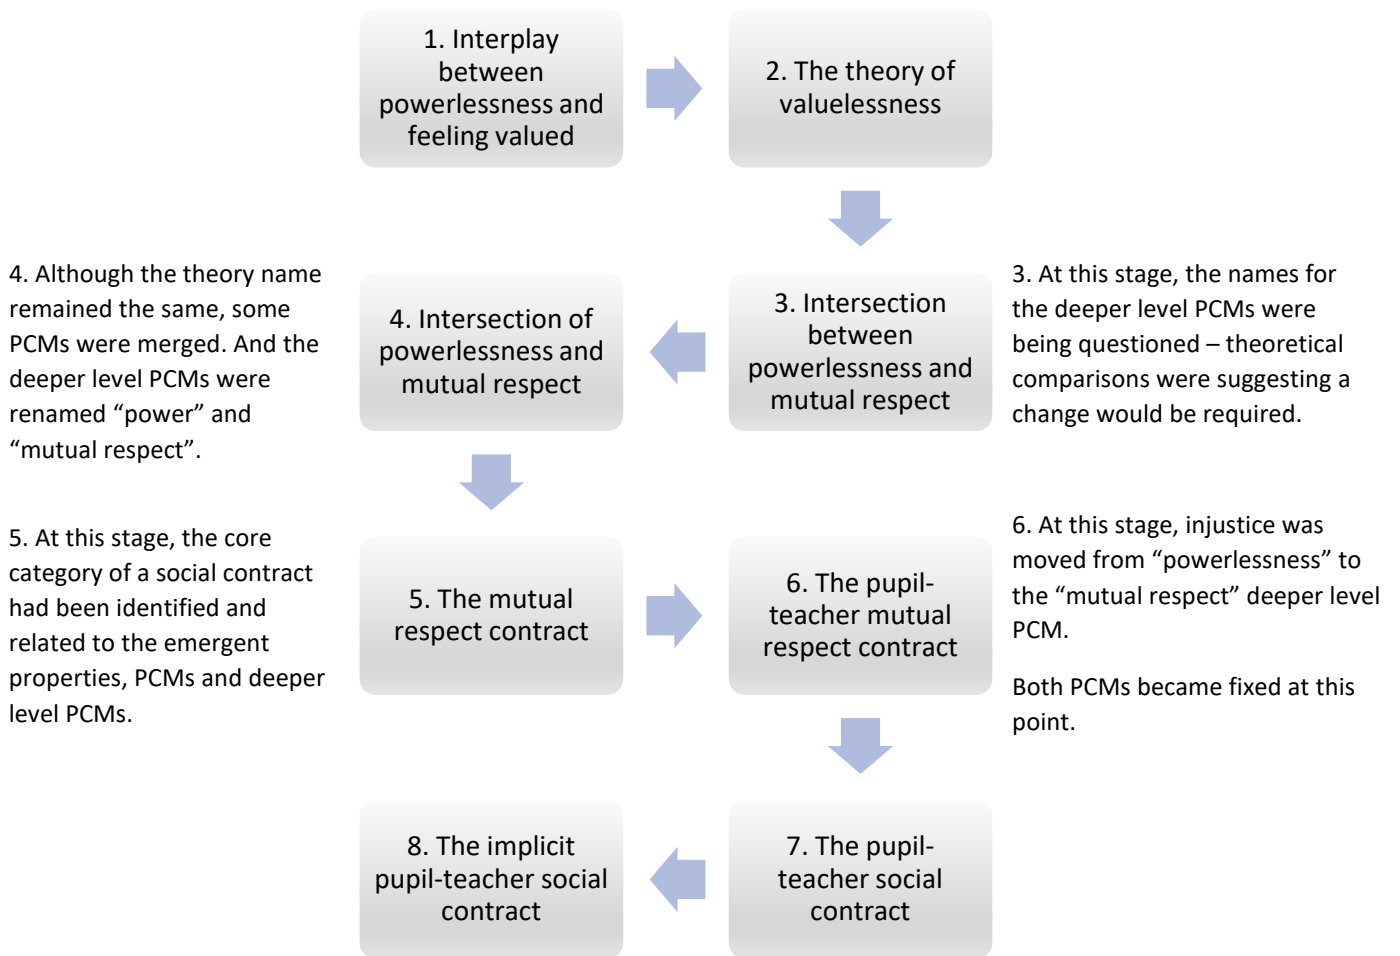 1. Interplay
between
powerlessness and
feeling valued
2. The theory of
valuelessness
3. Intersection
between
powerlessness and
mutual respect
3. At this stage, the names for
the deeper level PCMs were
being questioned – theoretical
comparisons were suggesting a
change would be required.
4. Intersection of
powerlessness and
mutual respect
4. Although the theory name
remained the same, some
PCMs were merged. And the
deeper level PCMs were
renamed “power” and
“mutual respect”.
5. The mutual
respect contract
5. At this stage, the core
category of a social contract
had been identified and
related to the emergent
properties, PCMs and deeper
level PCMs.
6. The pupil-
teacher mutual
respect contract
6. At this stage, injustice was
moved from “powerlessness” to
the “mutual respect” deeper level
PCM.
Both PCMs became fixed at this
point.
7. The pupil-
teacher social
contract
8. The implicit
pupil-teacher social
contract